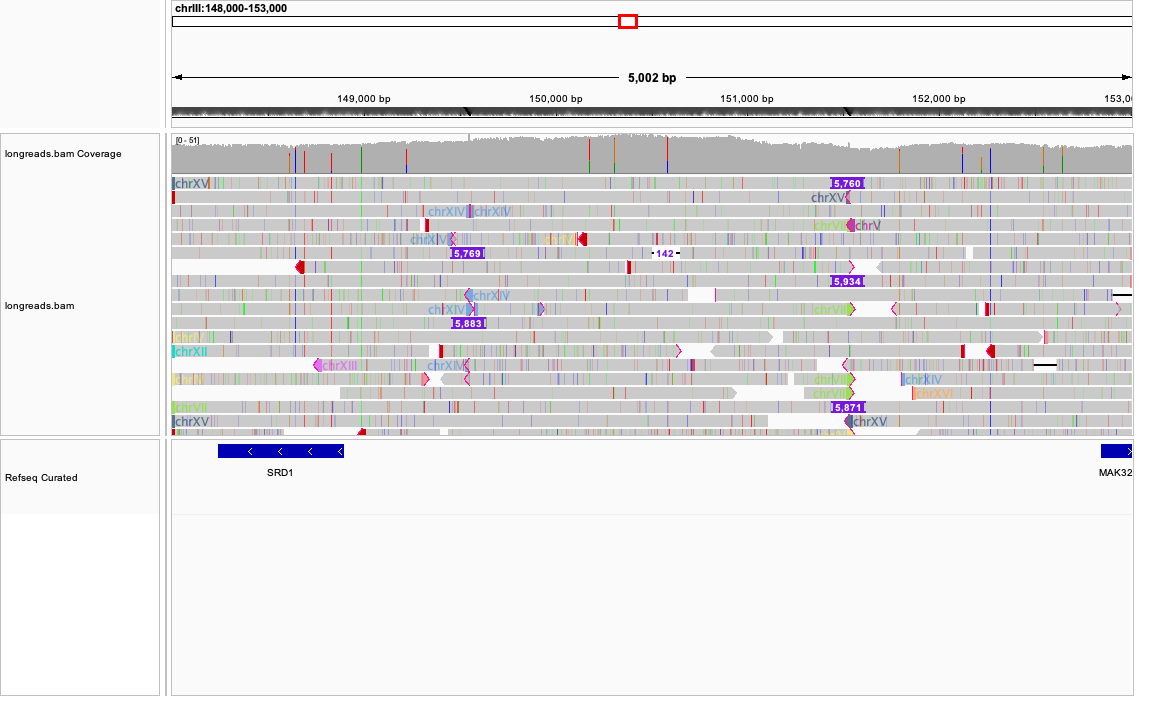 chrIII:148,000-153,000
5,002 bp
149,000 bp 150,000 bp 151,000 bp 152,000 bp 153,0
[0 - 51]
longreads.bam Coverage
chrXV 5,760
chrXV
chrXIV chrXIV
chrV
chrXIV
5,769 142
5,934
longreads.bam
chrXIV
chrXIV chrVII
5,883
chrXII
chrXIII chrXIV
chrVII chrXIV
chrVII chrXVI
chrVII 5,871
chrXV chrXV
Refseq Curated
SRD1 MAK32